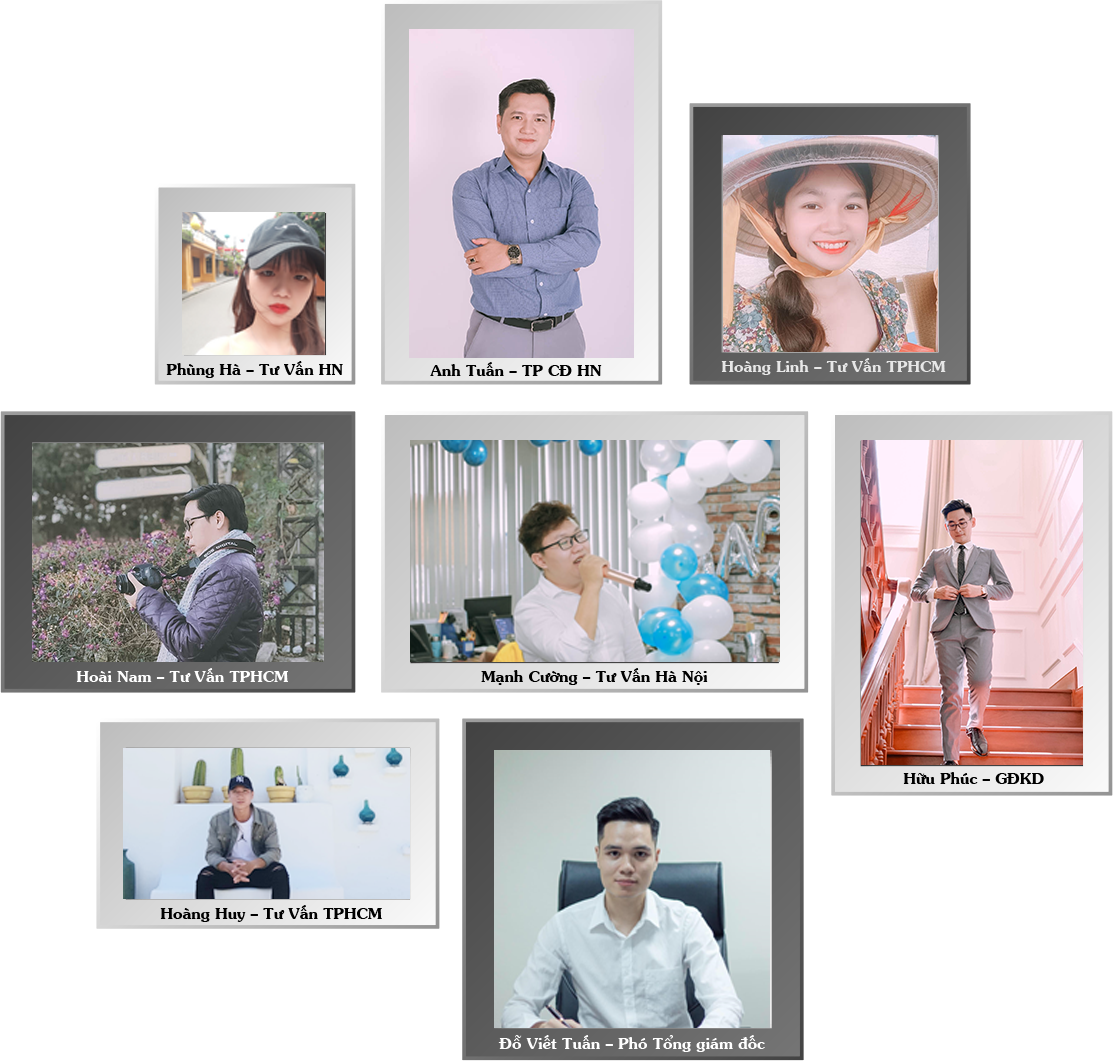 Phùng Hà – Tư Vấn HN
Anh Tuấn – TP CĐ HN
Hoàng Linh – Tư Vấn TPHCM
EOS DIGITAL
Hoài Nam – Tư Vấn TPHCM
Mạnh Cường – Tư Vấn Hà Nội
Hữu Phúc – GĐKD
Hoàng Huy – Tư Vấn TPHCM
Đỗ Viết Tuấn – Phó Tổng giám đốc